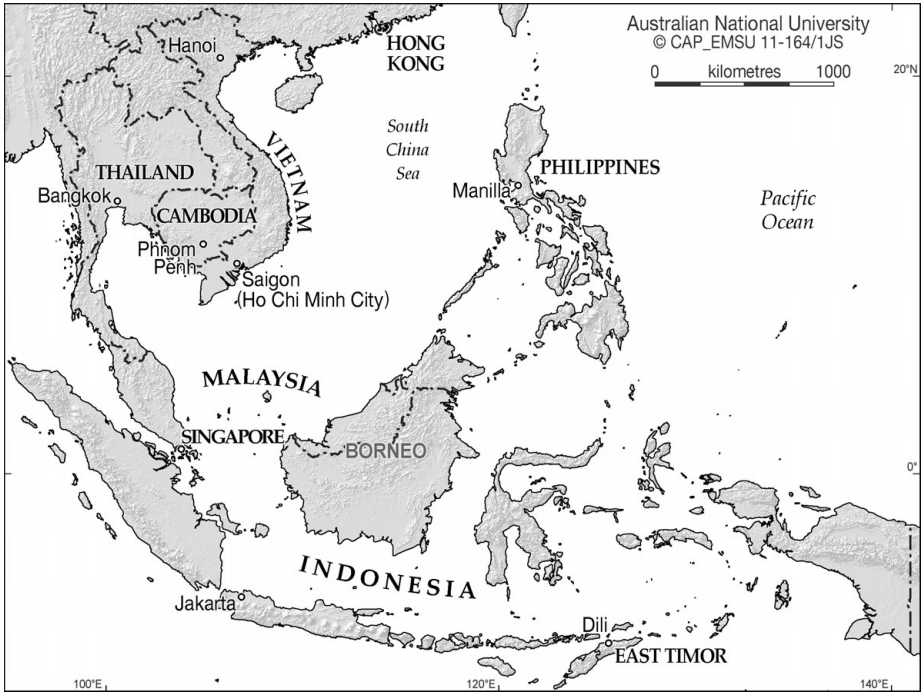 Australian National University
© CAP_EMSU 11-164/1JS
0 kilometres 1000
Hanoi
HONG
KONG
20°N
South
China
Sea
VIETNAM
THAILAND
PHILIPPINES
Bangkok
Manilla
CAMBODIA
Pacific
Ocean
Phnom
Penh
Saigon
(Ho Chi Minh City)
MALAYSIA
SINGAPORE
BORNEO
0°
INDONESIA
Jakarta
Dili
EAST TIMOR
100°E
120°E
140°E